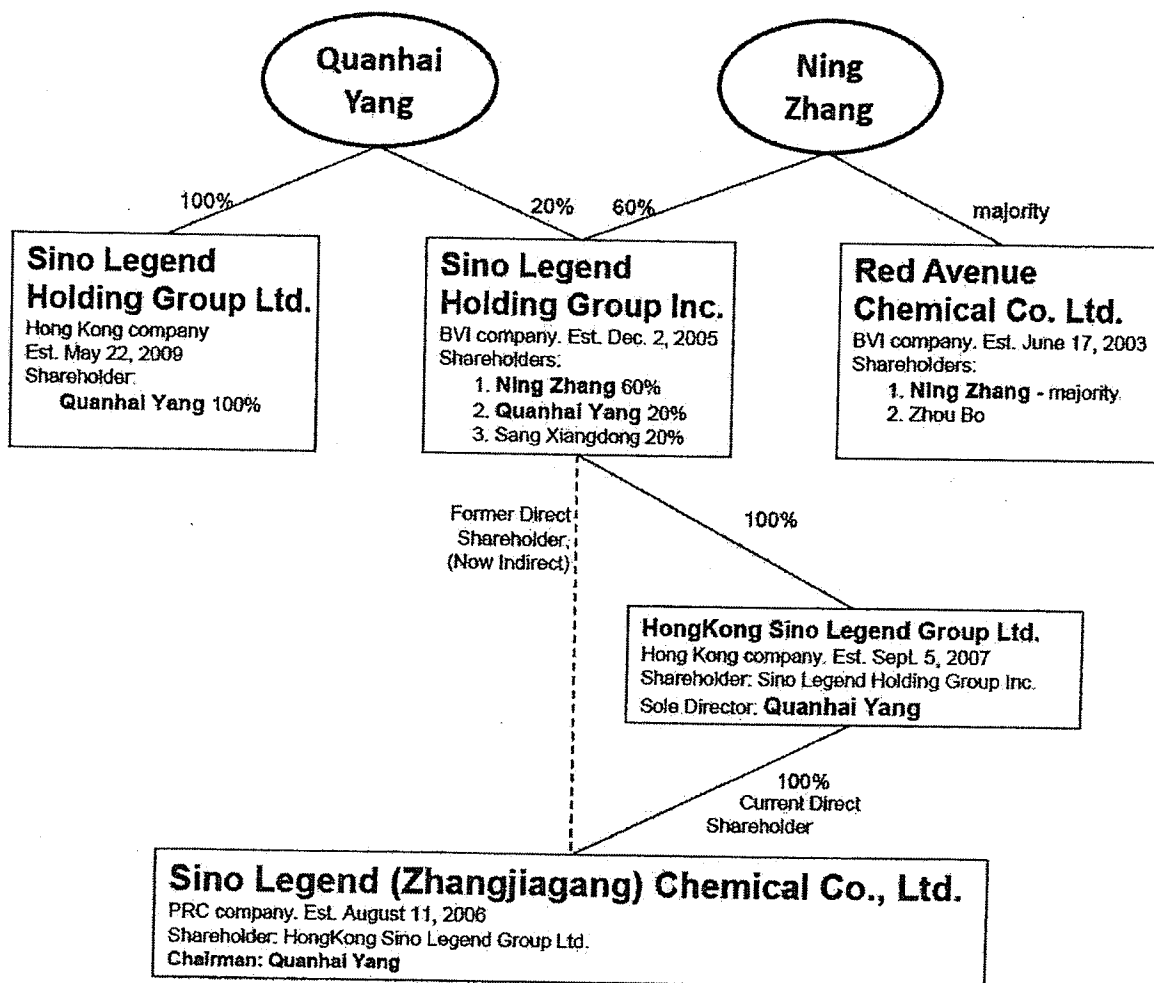 Quanhai
Yang
Ning
Zhang
100%
20%
60%
majority
Sino Legend
Holding Group Ltd.
Hong Kong company
Est. May 22, 2009
Shareholder:
Quanhai Yang 100%
Sino Legend
Holding Group Inc.
BVI company. Est. Dec. 2, 2005
Shareholders:
1. Ning Zhang 60%
2. Quanhai Yang 20%
3. Sang Xiangdong 20%
Red Avenue
Chemical Co. Ltd.
BVI company. Est. June 17, 2003
Shareholders:
1. Ning Zhang - majority
2. Zhou Bo
Former Direct
Shareholder,
(Now Indirect)
100%
HongKong Sino Legend Group Ltd.
Hong Kong company. Est. Sept. 5, 2007
Shareholder: Sino Legend Holding Group Inc.
Sole Director: Quanhai Yang
100%
Current Direct
Shareholder
Sino Legend (Zhangjiagang) Chemical Co., Ltd.
PRC company. Est. August 11, 2006
Shareholder: HongKong Sino Legend Group Ltd.
Chairman: Quanhai Yang